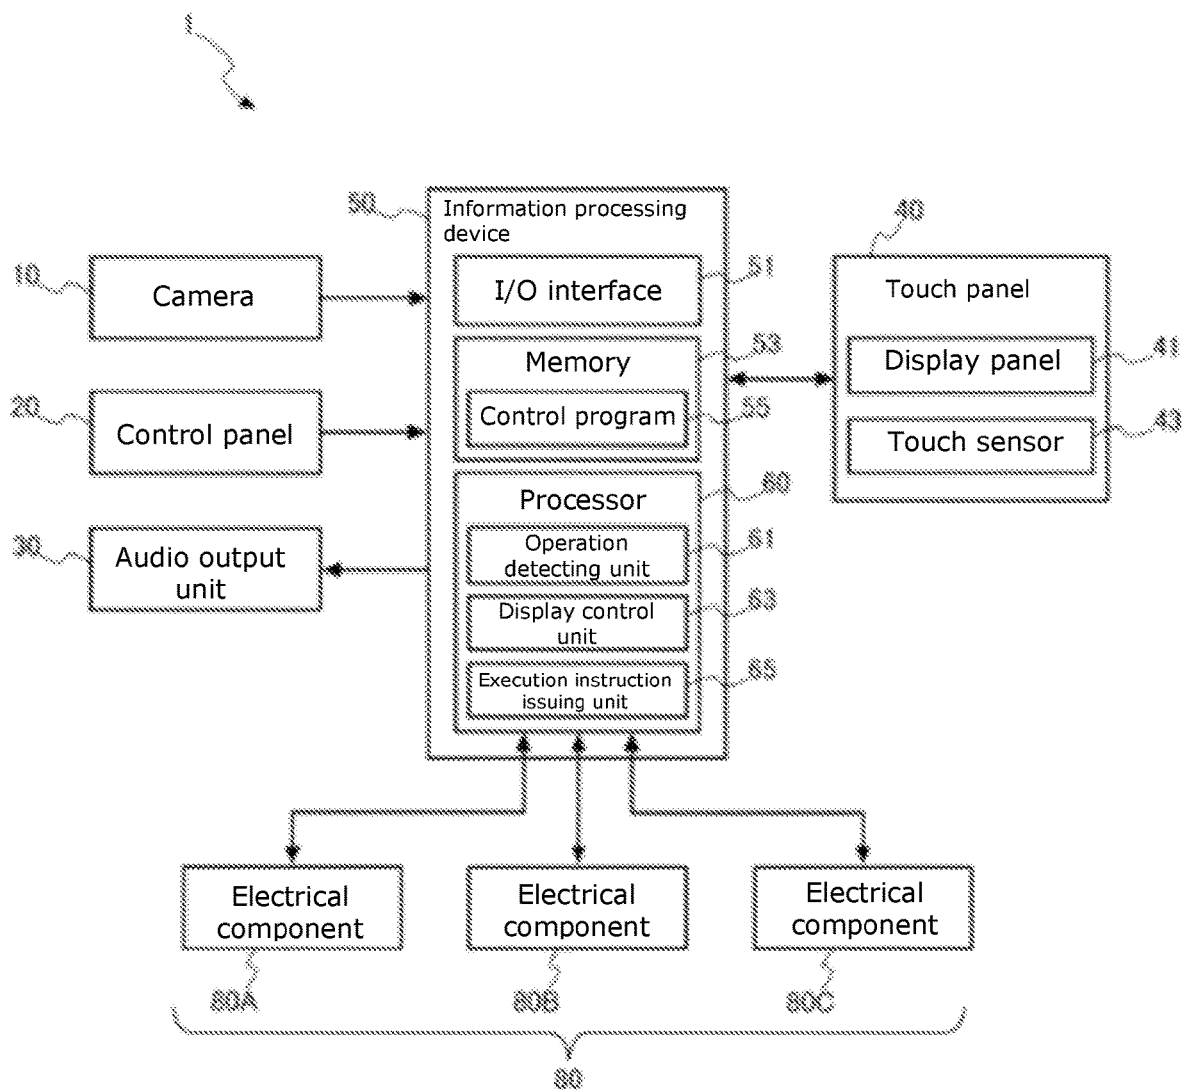 1
50
Information processing
device
40
10
Camera
I/O interface
51
Touch panel
Memory
53
Display panel
41
20
Control panel
Control program
55
Touch sensor
43
Processor
60
30
Audio output
unit
Operation
detecting unit
61
Display control
unit
63
Execution instruction
issuing unit
65
Electrical
component
Electrical
component
Electrical
component
80A
80B
80C
80